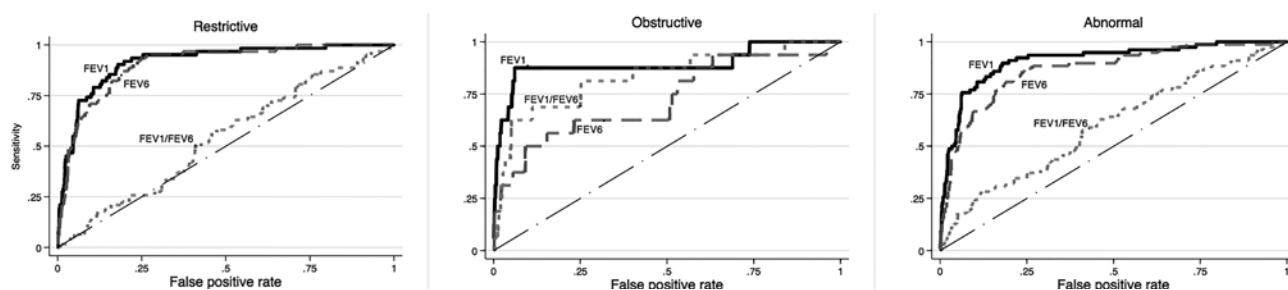 Restrictive
1
FEV1
FEV6
.75
Sensitivity
FEV1/FEV6
.5
.25
0
0
.25
.5
.75
1
False positive rate
Obstructive
1
FEV1
FEV1/FEV6
.75
FEV6
.5
.25
0
0
.25
.5
.75
1
False positive rate
Abnormal
1
FEV1
FEV6
.75
FEV1/FEV6
.5
.25
0
0
.25
.5
.75
1
False positive rate